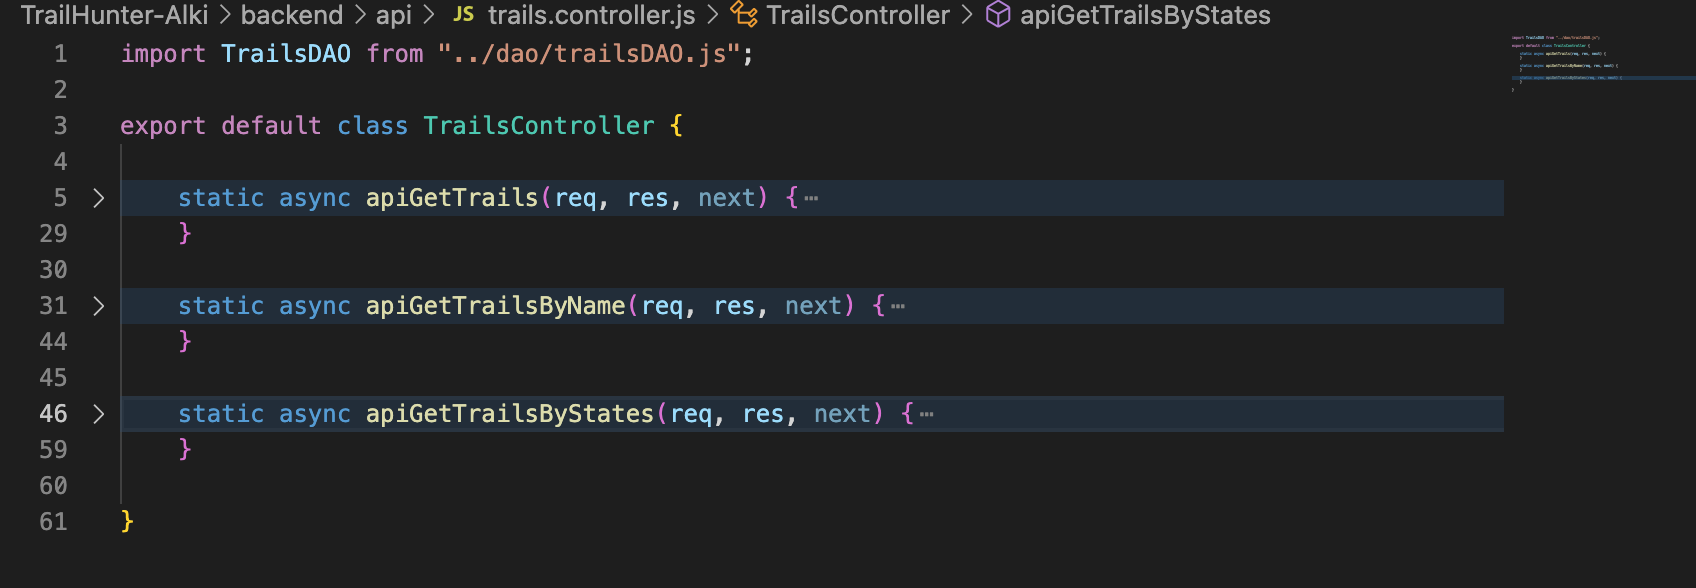 TrailHunter-Alki > backend > api > JS trails.controller.js > TrailsController > apiGetTrailsByStates
1 import TrailsDAO from "../dao/trailsDAO.js";
2
3 export default class TrailsController {
4
5 > static async apiGetTrails(req, res, next) {⋯
29 }
30
31 > static async apiGetTrailsByName(req, res, next) {⋯
44 }
45
46 > static async apiGetTrailsByStates(req, res, next) {⋯
59 }
60
61 }